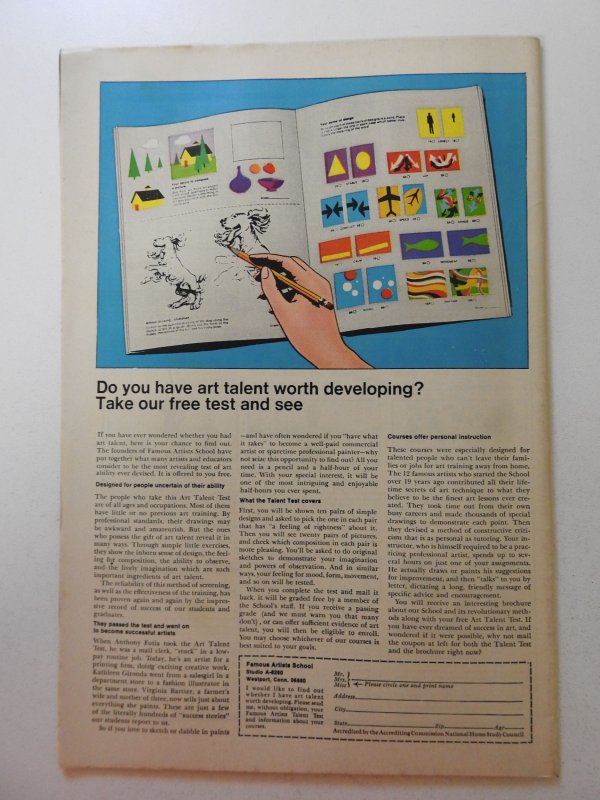 Your sense of design
Do you have art talent worth developing?
Take our free test and see
If you have ever wondered whether you had
art talent, here is your chance to find out.
The founders of Famous Artists School have
put together what many artists and educators
consider to be the most revealing test of art
ability ever devised. It is offered to you free.
Designed for people uncertain of their ability
The people who take this Art Talent Test
are of all ages and occupations. Most of them
have little or no previous art training. By
professional standards, their drawings may
be awkward and amateurish. But the ones
who possess the gift of art talent reveal it in
many ways. Through simple little exercises,
they show the inborn sense of design, the feel-
ing for composition, the ability to observe,
and the lively imagination which are such
important ingredients of art talent.
The reliability of this method of screening,
as well as the effectiveness of the training, has
been proven again and again by the impres-
sive record of success of our students and
graduates.
They passed the test and went on
to become successful artists
When Anthony Fotia took the Art Talent
Test, he was a mail clerk, "stuck" in a low-
pay routine job. Today, he's an artist for a
printing firm, doing exciting creative work.
Kathleen Gironda went from a salesgirl in a
department store to a fashion illustrator in
the same store. Virginia Bartter, a farmer's
wife and mother of three, now sells just about
everything she paints. These are just a few
of the literally hundreds of "success stories"
our students report to us.
So if you love to sketch or dabble in paints
—and have often wondered if you "have what
it takes" to become a well-paid commercial
artist or sparetime professional painter—why
not seize this opportunity to find out? All you
need is a pencil and a half-hour of your
time. With your special interest, it will be
one of the most intriguing and enjoyable
half-hours you ever spent.
What the Talent Test covers
First, you will be shown ten pairs of simple
designs and asked to pick the one in each pair
that has "a feeling of rightness" about it.
Then you will see twenty pairs of pictures,
and check which composition in each pair is
more pleasing. You'll be asked to do original
sketches to demonstrate your imagination
and powers of observation. And in similar
ways, your feeling for mood, form, movement,
and so on will be tested.
When you complete the test and mail it
back, it will be graded free by a member of
the School's staff. If you receive a passing
grade (and we must warn you that many
don't), or can offer sufficient evidence of art
talent, you will then be eligible to enroll.
You may choose whichever of our courses is
best suited to your goals.
Courses offer personal instruction
These courses were especially designed for
talented people who can't leave their fami-
lies or jobs for art training away from home.
The 12 famous artists who started the School
over 19 years ago contributed all their life-
time secrets of art technique to what they
believe to be the finest art lessons ever cre-
ated. They took time out from their own
busy careers and made thousands of special
drawings to demonstrate each point. Then
they devised a method of constructive criti-
cism that is as personal as tutoring. Your in-
structor, who is himself required to be a prac-
ticing professional artist, spends up to sev-
eral hours on just one of your assignments.
He actually draws or paints his suggestions
for improvement, and then "talks" to you by
letter, dictating a long, friendly message of
specific advice and encouragement.
You will receive an interesting brochure
about our School and its revolutionary meth-
ods along with your free Art Talent Test. If
you have ever dreamed of success in art, and
wondered if it were possible, why not mail
the coupon at left for both the Talent Test
and the brochure right now?
Famous Artists School
Studio A-6260
Westport, Conn. 06880
I would like to find out
whether I have art talent
worth developing. Please send
me, without obligation, your
Famous Artists Talent Test
and information about your
courses.
Mr.
Mrs.
Miss
Please circle one and print name
Address
City
State Zip Age
Accredited by the Accrediting Commission National Home Study Council